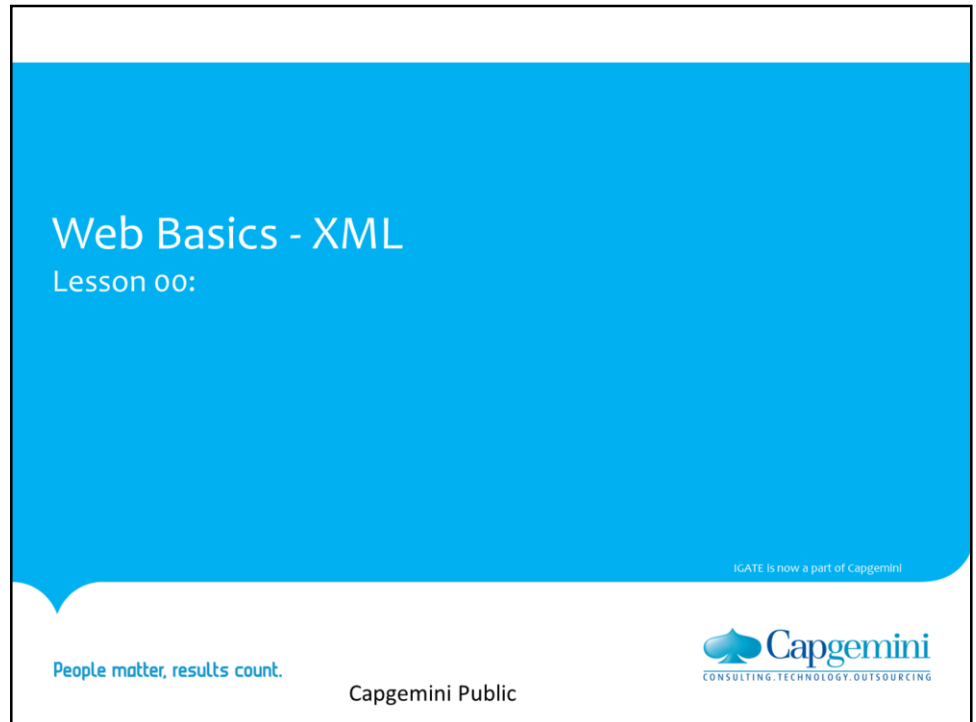 Web Basics - XML
Lesson 00:
IGATE is now a part of Capgemini
People matter, results count.
Capgemini
CONSULTING.TECHNOLOGY.OUTSOURCING
Capgemini Public